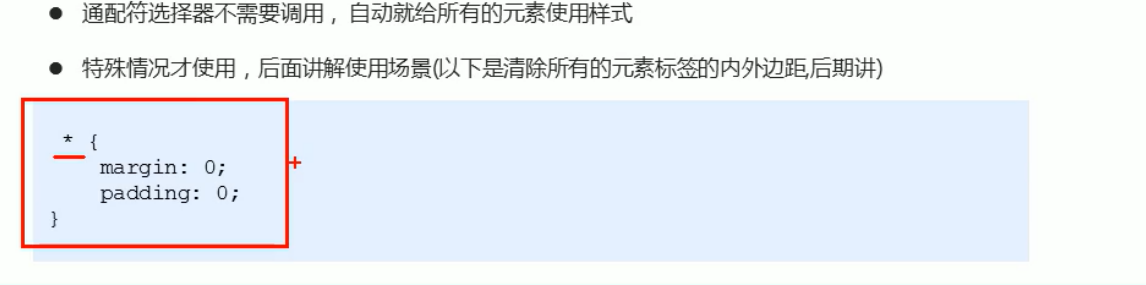 ● 通配符选择器不需要调用，自动就给所有的元素使用样式
● 特殊情况才使用，后面讲解使用场景(以下是清除所有的元素标签的内外边距,后期讲)
* {
margin: 0;
padding: 0;
}